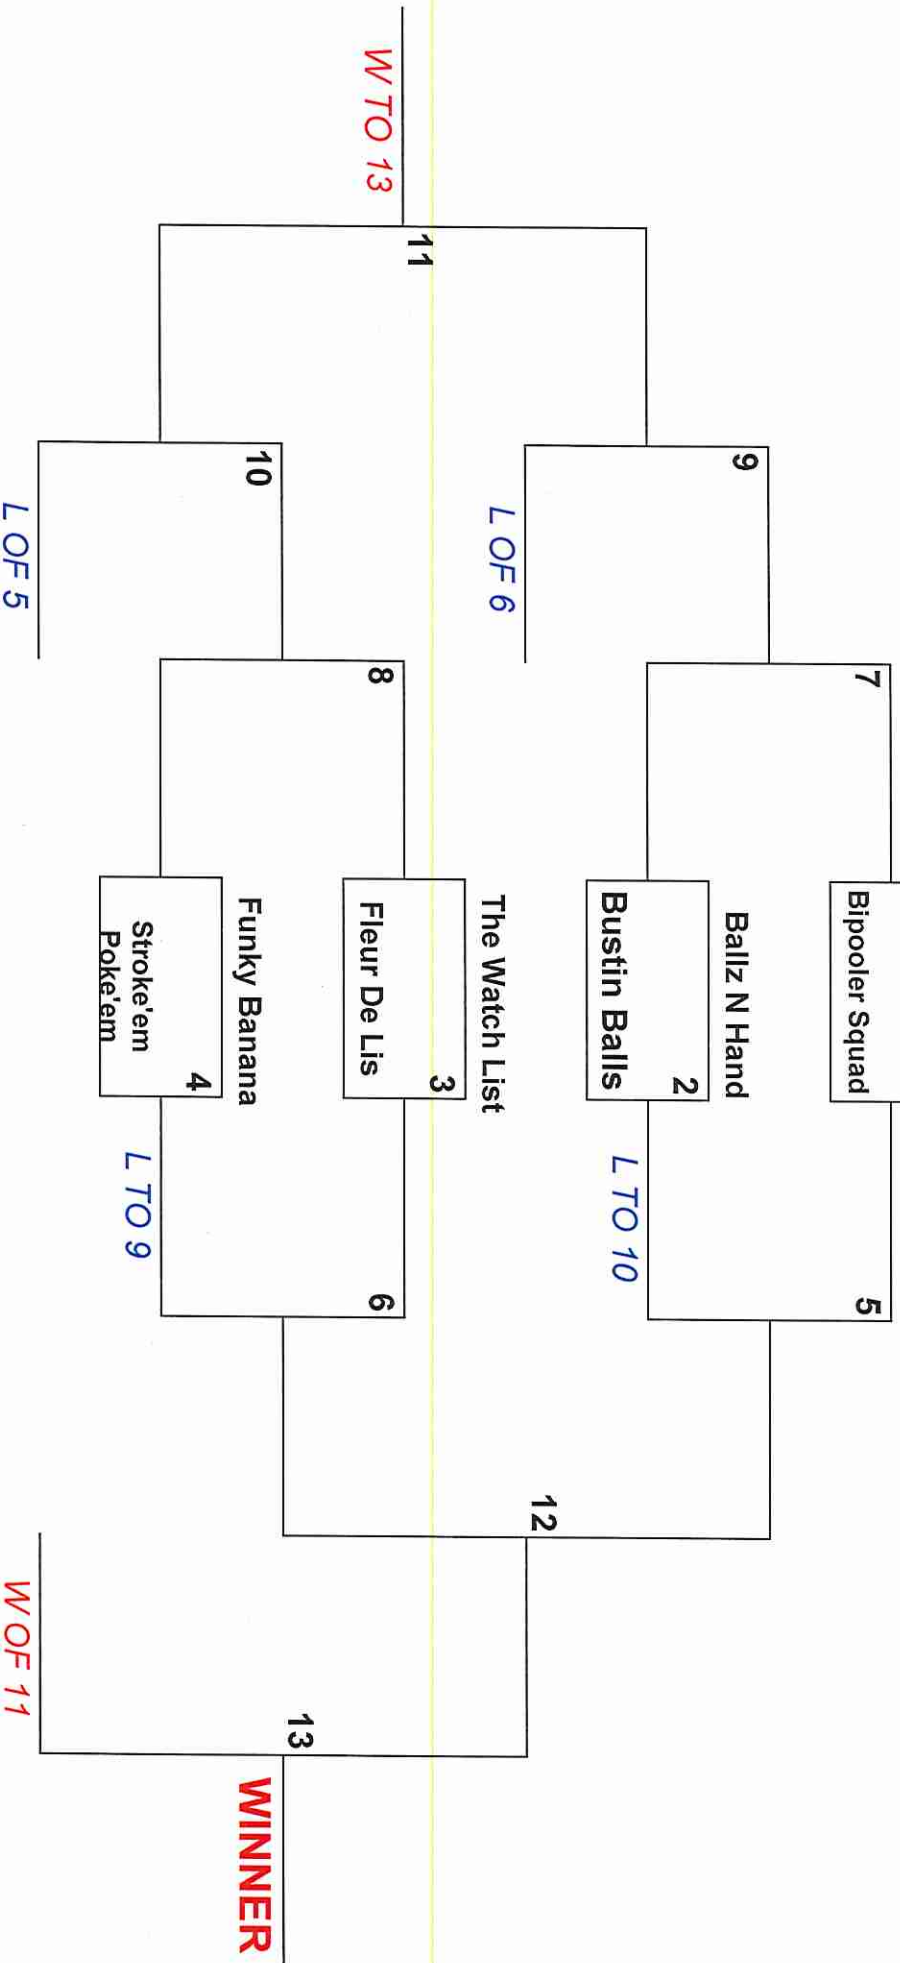 Bipooler Squad
7
5
Ballz N Hand
9
Bustin Balls
2
L TO 10
L OF 6
12
The Watch List
11
Fleur De Lis
3
W TO 13
8
6
13
WINNER
Funky Banana
10
Stroke'em
Poke'em
4
L TO 9
L OF 5
W OF 11